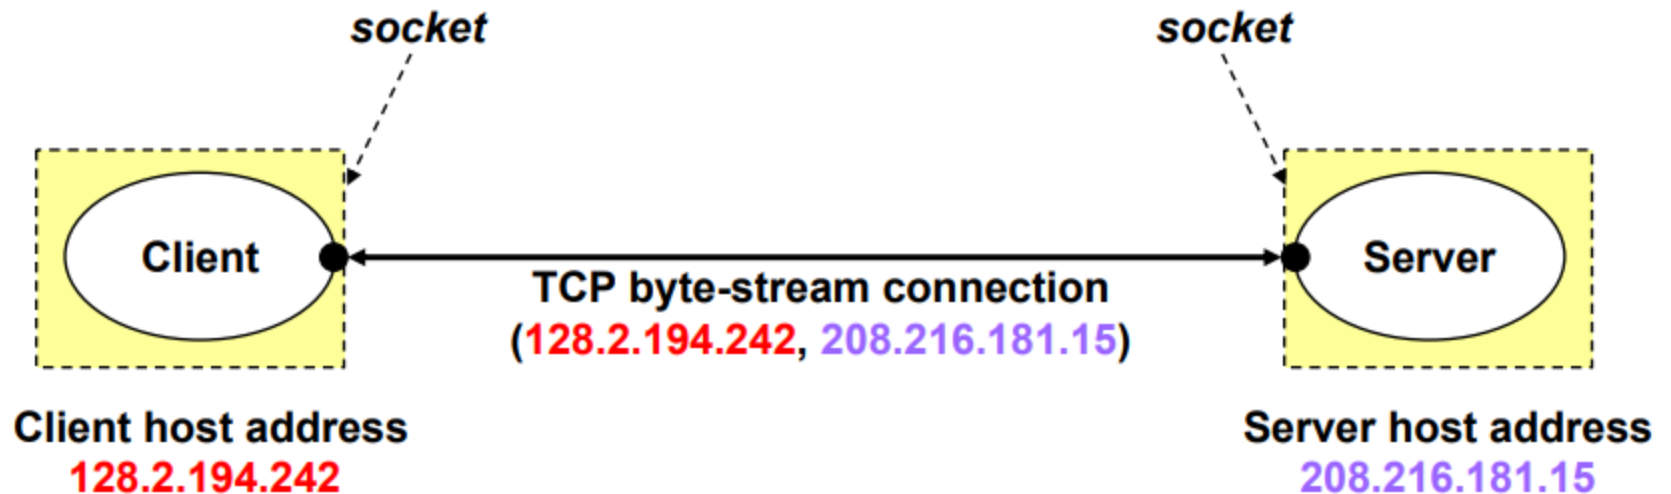 socket
socket
Client
Server
TCP byte-stream connection
(128.2.194.242, 208.216.181.15)
Client host address
128.2.194.242
Server host address
208.216.181.15